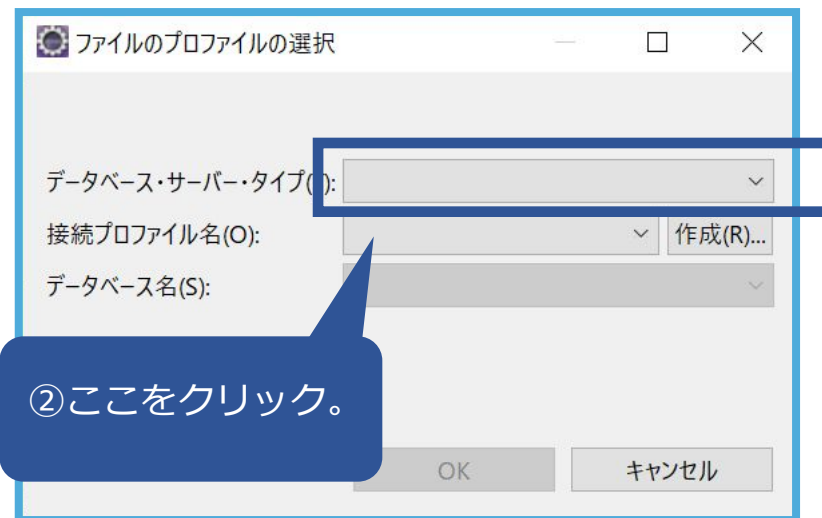 ファイルのプロファイルの選択
データベース・サーバー・タイプ( ):
接続プロファイル名(O):
作成(R)...
データベース名(S):
②ここをクリック。
OK
キャンセル